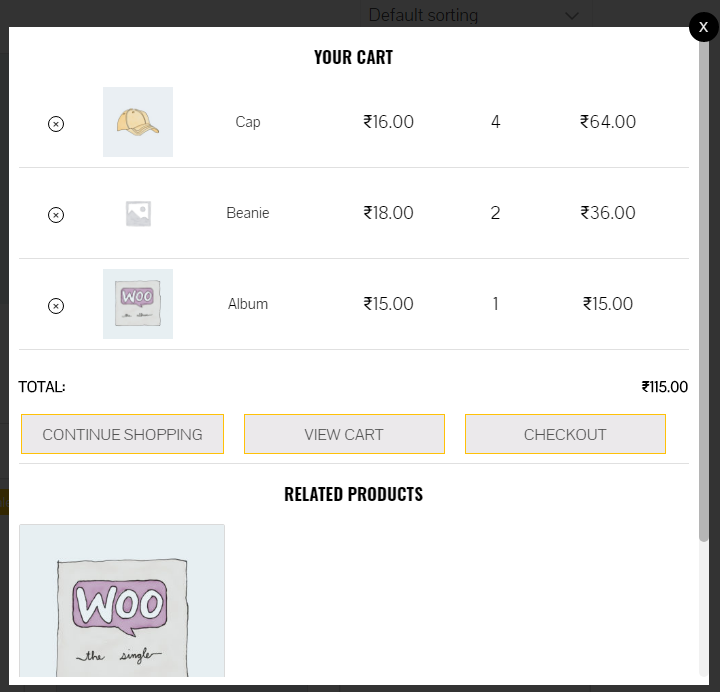 Default sorting
X
YOUR CART
Cap ₹16.00 4 ₹64.00
Beanie ₹18.00 2 ₹36.00
WOO
Album ₹15.00 1 ₹15.00
TOTAL: ₹115.00
CONTINUE SHOPPING VIEW CART CHECKOUT
RELATED PRODUCTS
WOO
the single